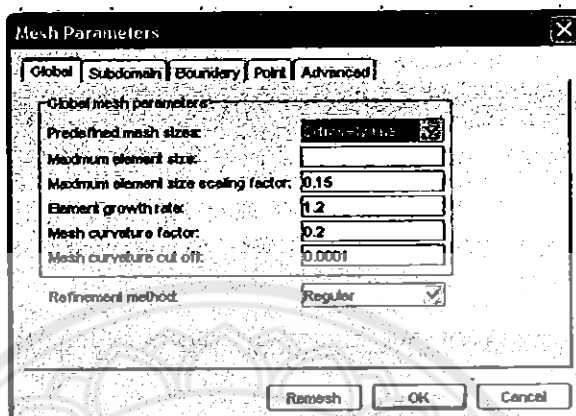 Mesh Parameters
Global Subdomain Boundary Point Advanced
Global mesh parameters
Predefined mesh sizes:
Maximum element size:
Maximum element size scaling factor: 0.15
Element growth rate: 1.2
Mesh curvature factor: 0.2
Mesh curvature cut off: 0.0001
Refinement method: Regular
Remesh OK Cancel